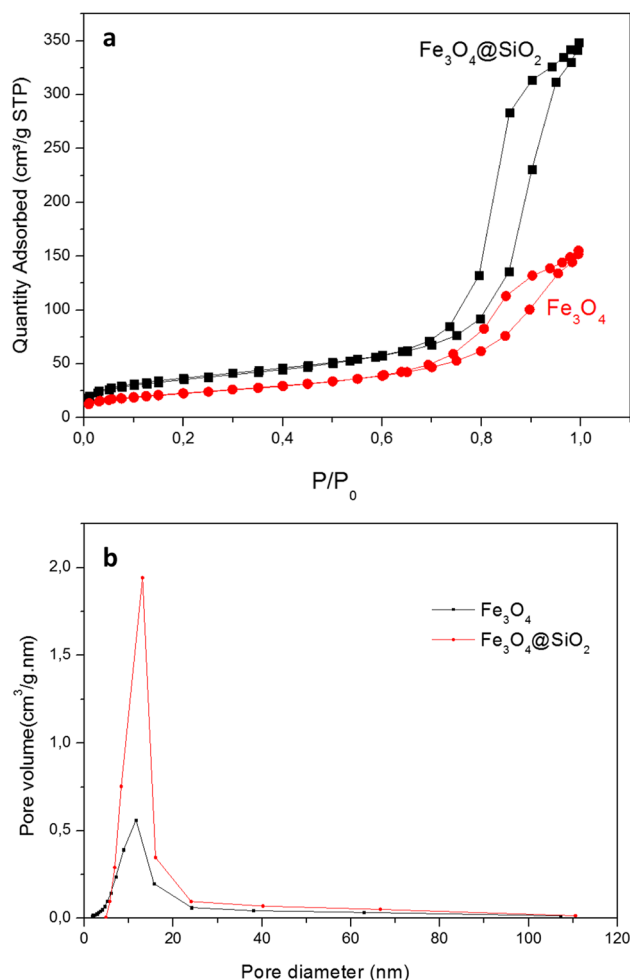 a
Fe₃O₄@SiO₂
Fe₃O₄
Quantity Adsorbed (cm³/g STP)
350
300
250
200
150
100
50
0
0,0 0,2 0,4 0,6 0,8 1,0
P/P₀
b
Fe₃O₄
Fe₃O₄@SiO₂
Pore volume(cm³/g.nm)
2,0
1,5
1,0
0,5
0,0
0 20 40 60 80 100 120
Pore diameter (nm)